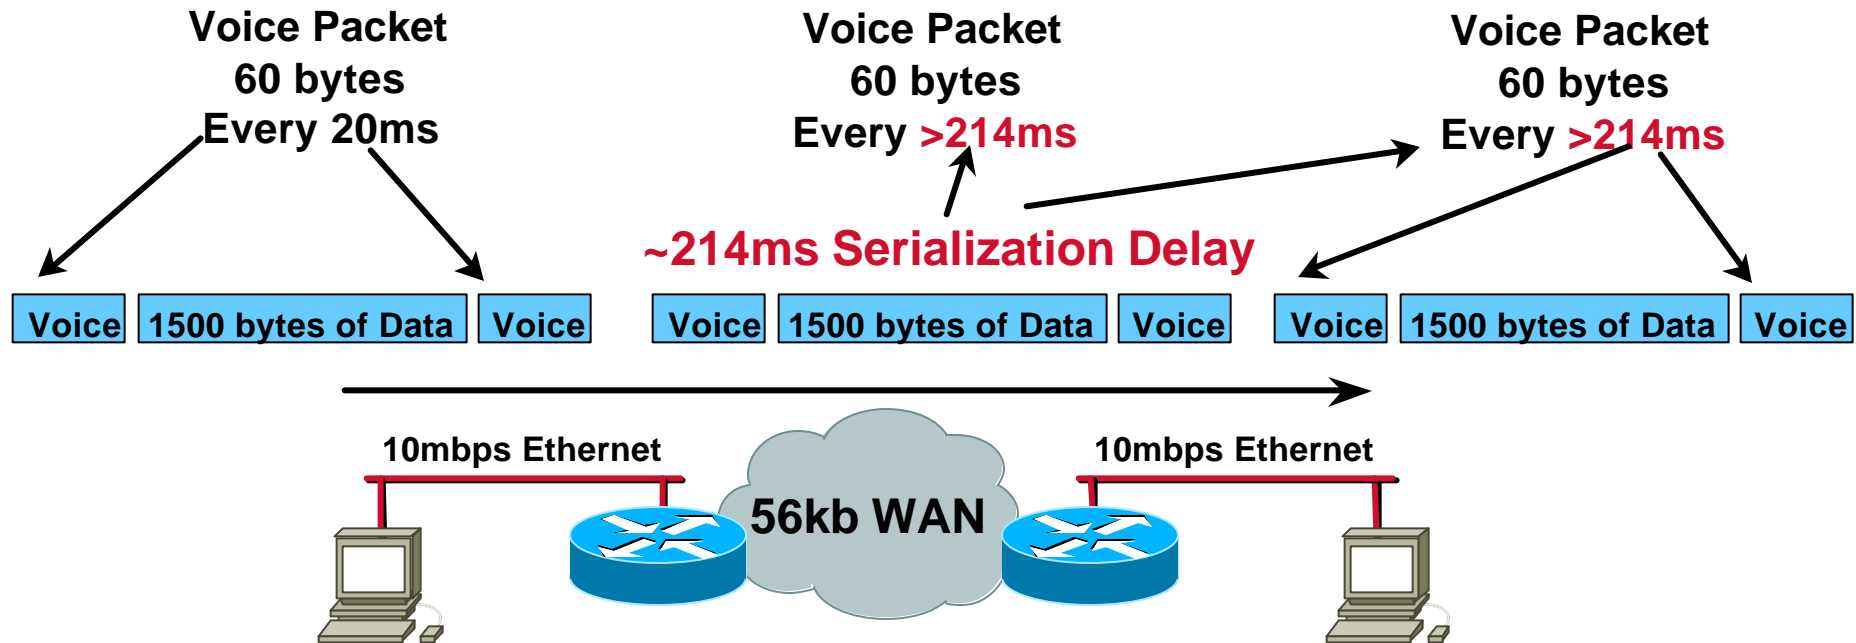 Voice Packet
60 bytes
Every 20ms
Voice Packet
60 bytes
Every >214ms
Voice Packet
60 bytes
Every >214ms
~214ms Serialization Delay
Voice
1500 bytes of Data
Voice
Voice
1500 bytes of Data
Voice
Voice
1500 bytes of Data
Voice
10mbps Ethernet
10mbps Ethernet
56kb WAN